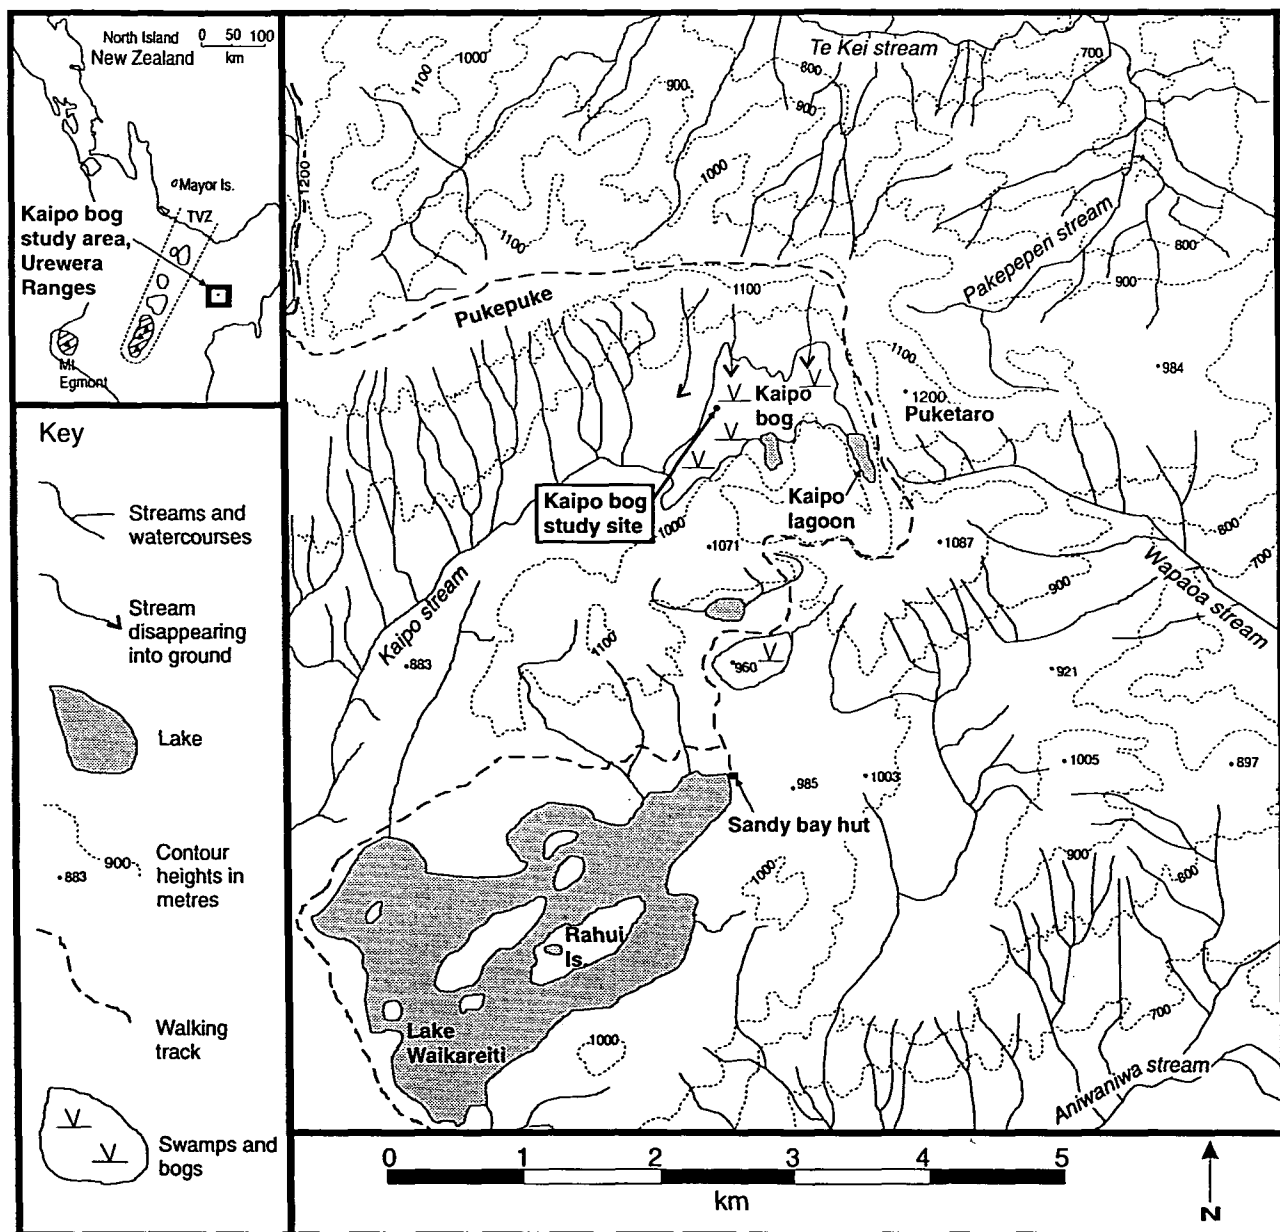 North Island
New Zealand
0 50 100
km
Mayor Is.
TVZ
Kaipo bog
study area,
Urewera
Ranges
Mt
Egmont
Key
Streams and
watercourses
Stream
disappearing
into ground
Lake
900
883
Contour
heights in
metres
Walking
track
Swamps and
bogs
Te Kei stream
1000
1100
900
800
900
700
1000
1200
1100
Pakepepen stream
800
900
Pukepuke
1100
1100
984
1200
Puketaro
Kaipo
bog
Kaipo bog
study site
Kaipo
lagoon
1000
1071
1087
800
700
900
Wapaoa stream
Kaipo stream
883
1100
960
921
985
1003
1005
897
Sandy bay hut
1000
900
800
Rahui
Is.
Lake
Waikareiti
1000
700
Aniwaniwa stream
0 1 2 3 4 5
km
N